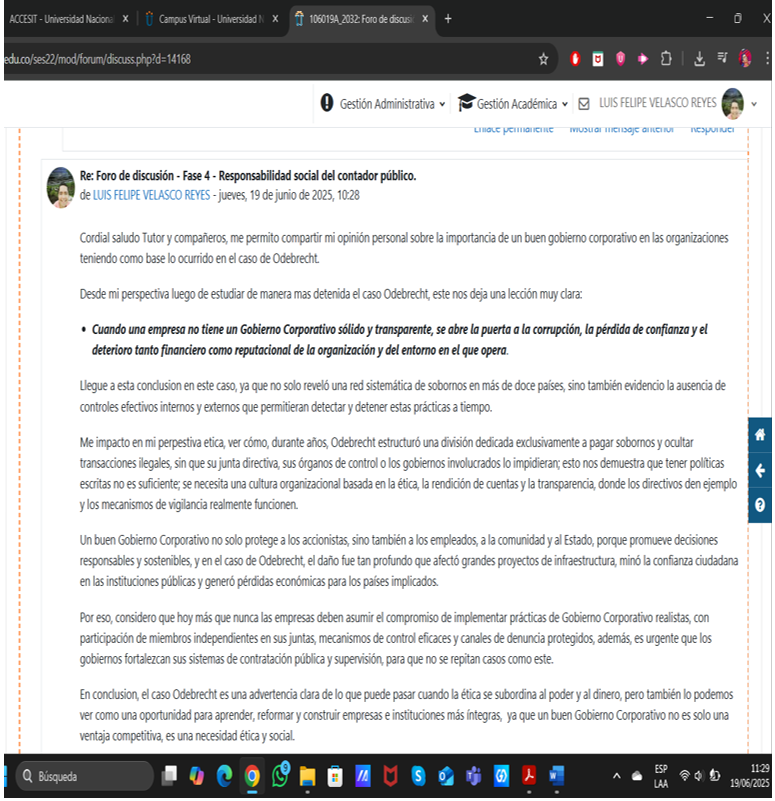 ACCESIT - Universidad Naciona
Campus Virtual - Universidad N
106019A_2032: Foro de discusi
edu.co/ses22/mod/forum/discuss.php?d=14168
Gestión Administrativa
Gestión Académica
LUIS FELIPE VELASCO REYES
Enlace permanente Mostrar mensaje anterior Responder
Re: Foro de discusión - Fase 4 - Responsabilidad social del contador público.
de LUIS FELIPE VELASCO REYES - jueves, 19 de junio de 2025, 10:28
Cordial saludo Tutor y compañeros, me permito compartir mi opinión personal sobre la importancia de un buen gobierno corporativo en las organizaciones
teniendo como base lo ocurrido en el caso de Odebrecht.
Desde mi perspectiva luego de estudiar de manera mas detenida el caso Odebrecht, este nos deja una lección muy clara:
• Cuando una empresa no tiene un Gobierno Corporativo sólido y transparente, se abre la puerta a la corrupción, la pérdida de confianza y el
deterioro tanto financiero como reputacional de la organización y del entorno en el que opera.
Llegue a esta conclusion en este caso, ya que no solo reveló una red sistemática de sobornos en más de doce países, sino también evidencio la ausencia de
controles efectivos internos y externos que permitieran detectar y detener estas prácticas a tiempo.
Me impacto en mi perpestiva etica, ver cómo, durante años, Odebrecht estructuró una división dedicada exclusivamente a pagar sobornos y ocultar
transacciones ilegales, sin que su junta directiva, sus órganos de control o los gobiernos involucrados lo impidieran; esto nos demuestra que tener políticas
escritas no es suficiente; se necesita una cultura organizacional basada en la ética, la rendición de cuentas y la transparencia, donde los directivos den ejemplo
y los mecanismos de vigilancia realmente funcionen.
Un buen Gobierno Corporativo no solo protege a los accionistas, sino también a los empleados, a la comunidad y al Estado, porque promueve decisiones
responsables y sostenibles, y en el caso de Odebrecht, el daño fue tan profundo que afectó grandes proyectos de infraestructura, minó la confianza ciudadana
en las instituciones públicas y generó pérdidas económicas para los países implicados.
Por eso, considero que hoy más que nunca las empresas deben asumir el compromiso de implementar prácticas de Gobierno Corporativo realistas, con
participación de miembros independientes en sus juntas, mecanismos de control eficaces y canales de denuncia protegidos, además, es urgente que los
gobiernos fortalezcan sus sistemas de contratación pública y supervisión, para que no se repitan casos como este.
En conclusion, el caso Odebrecht es una advertencia clara de lo que puede pasar cuando la ética se subordina al poder y al dinero, pero también lo podemos
ver como una oportunidad para aprender, reformar y construir empresas e instituciones más íntegras, ya que un buen Gobierno Corporativo no es solo una
ventaja competitiva, es una necesidad ética y social.
Búsqueda
ESP
LAA
11:29
19/06/2025